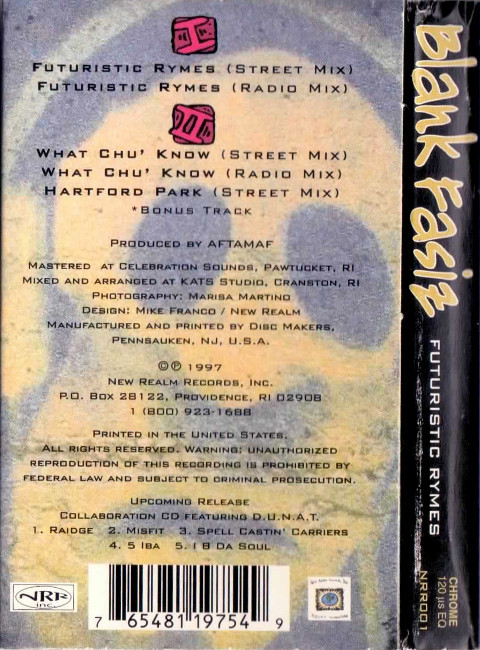 I
FUTURISTIC RYMES (STREET MIX)
FUTURISTIC RYMES (RADIO MIX)
II
WHAT CHU' KNOW (STREET MIX)
WHAT CHU' KNOW (RADIO MIX)
HARTFORD PARK (STREET MIX)
*BONUS TRACK
PRODUCED BY AFTAMAF
MASTERED AT CELEBRATION SOUNDS, PAWTUCKET, RI
MIXED AND ARRANGED AT KATS STUDIO, CRANSTON, RI
PHOTOGRAPHY: MARISA MARTINO
DESIGN: MIKE FRANCO / NEW REALM
MANUFACTURED AND PRINTED BY DISC MAKERS,
PENNSAUKEN, NJ, U.S.A.
©℗ 1997
NEW REALM RECORDS, INC.
P.O. BOX 28122, PROVIDENCE, RI 02908
1 (800) 923-1688
PRINTED IN THE UNITED STATES.
ALL RIGHTS RESERVED. WARNING: UNAUTHORIZED
REPRODUCTION OF THIS RECORDING IS PROHIBITED BY
FEDERAL LAW AND SUBJECT TO CRIMINAL PROSECUTION.
UPCOMING RELEASE
COLLABORATION CD FEATURING D.U.N.A.T.
1. RAIDGE 2. MISFIT 3. SPELL CASTIN' CARRIERS
4. 5 IBA 5. I B DA SOUL
NRR
inc.
7 65481 19754 9
Blank Fasiz
FUTURISTIC RYMES
CHROME
120 µs EQ
NRR001